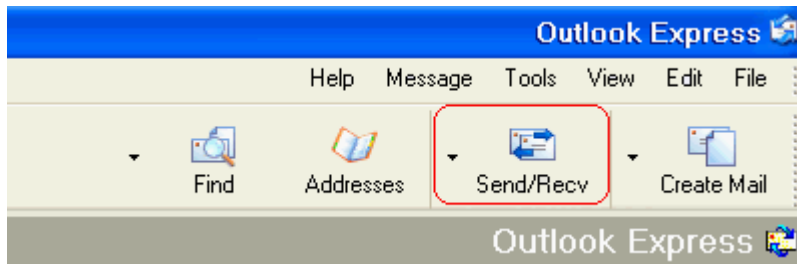 Outlook Express
File Edit View Tools Message Help
Create Mail Send/Recv Addresses Find
Outlook Express